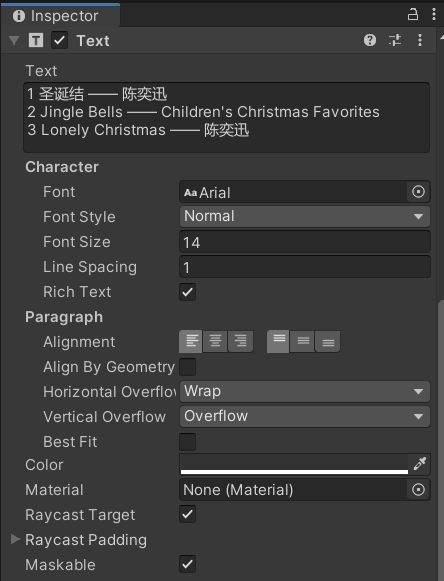 Inspector
Text
Text
1 圣诞结 —— 陈奕迅
2 Jingle Bells —— Children's Christmas Favorites
3 Lonely Christmas —— 陈奕迅
Character
Font Aa Arial
Font Style Normal
Font Size 14
Line Spacing 1
Rich Text
Paragraph
Alignment
Align By Geometry
Horizontal Overflow Wrap
Vertical Overflow Overflow
Best Fit
Color
Material None (Material)
Raycast Target
Raycast Padding
Maskable